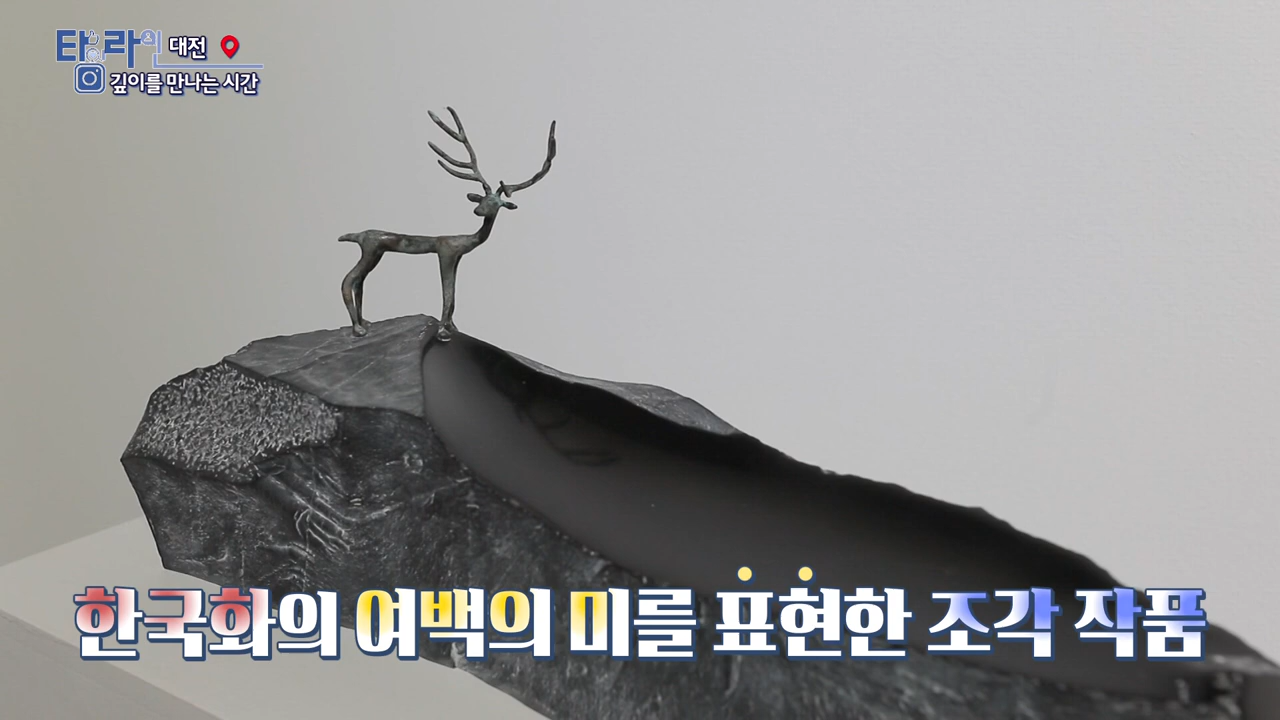 탐라인 대전
깊이를 만나는 시간
한국화의 여백의 미를 표현한 조각 작품